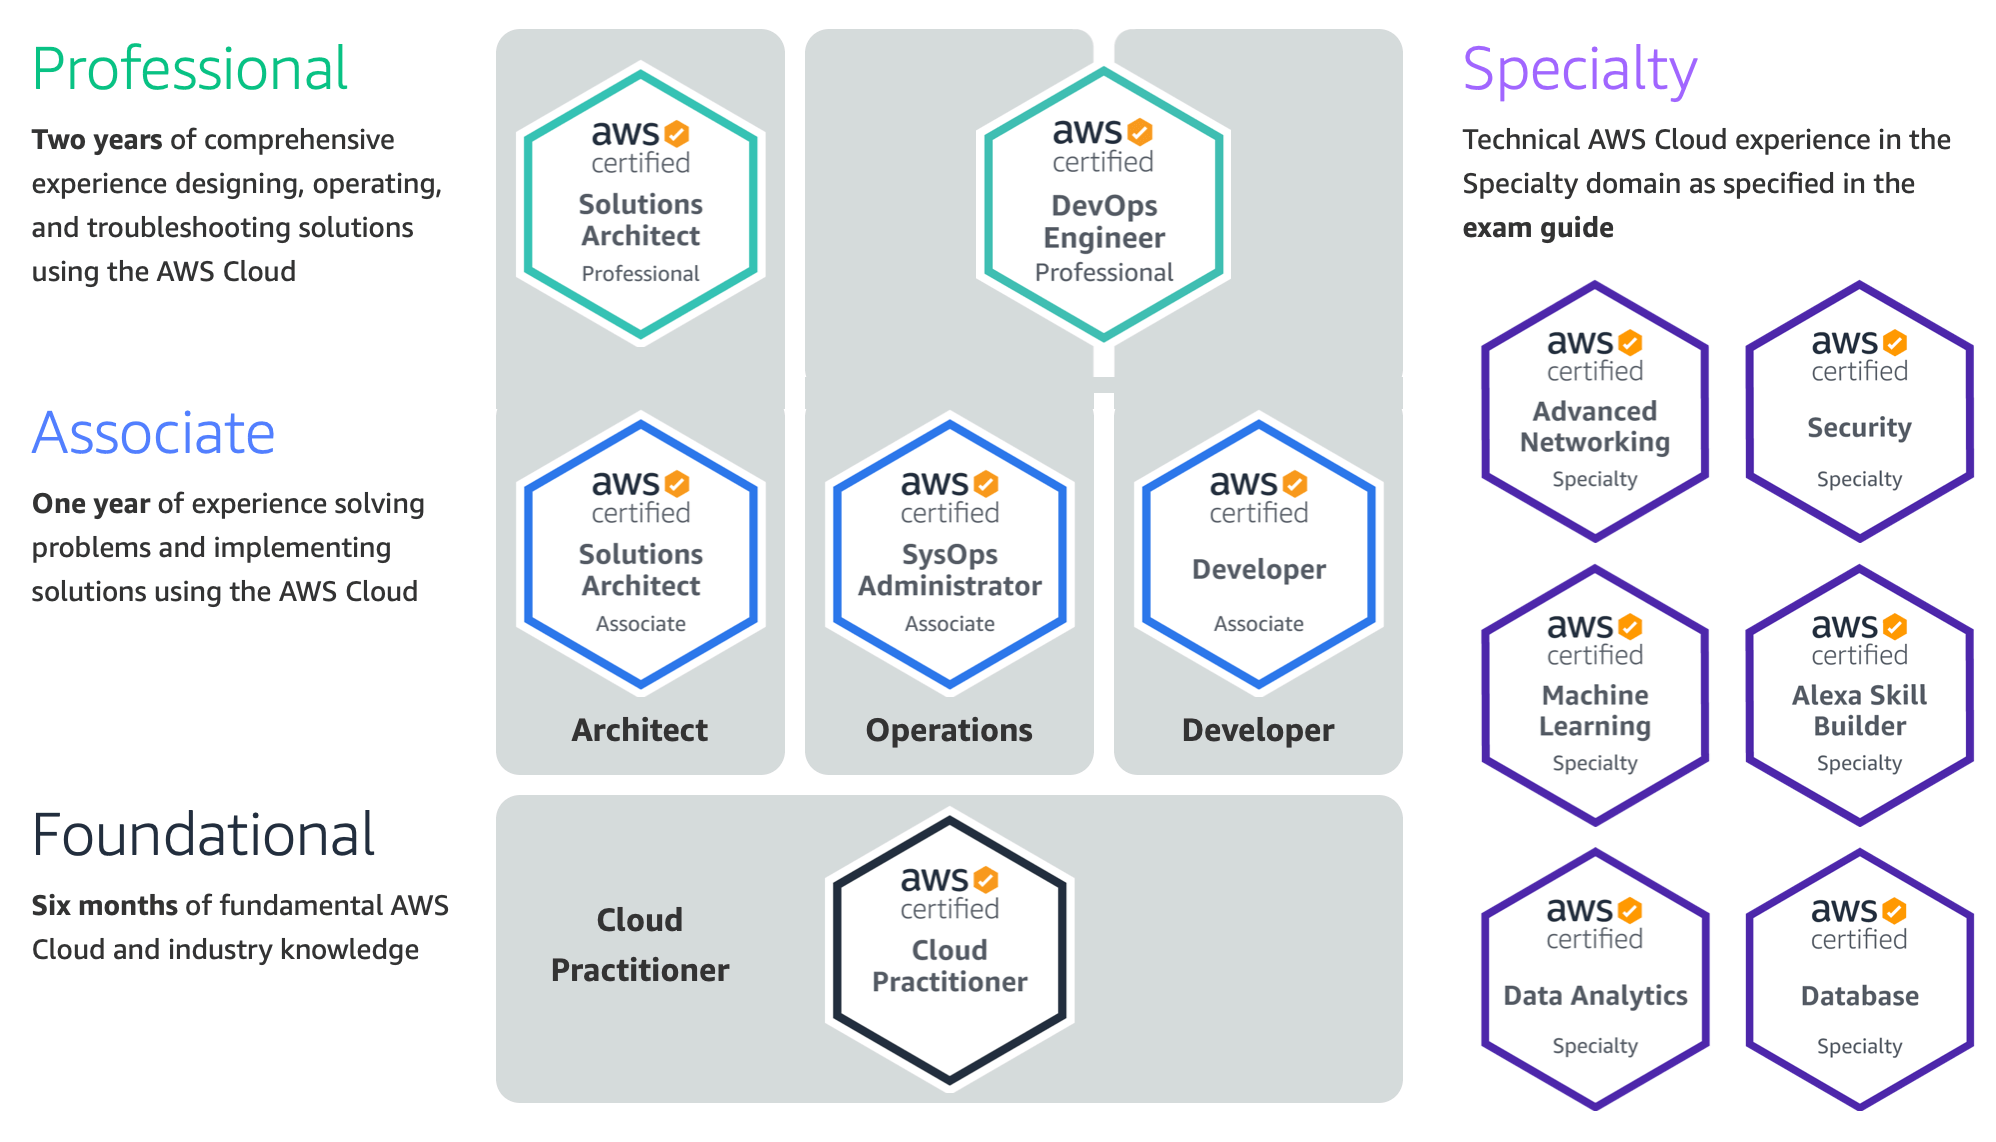 Professional
Two years of comprehensive
experience designing, operating,
and troubleshooting solutions
using the AWS Cloud
aws
certified
Solutions
Architect
Professional
aws
certified
DevOps
Engineer
Professional
Associate
One year of experience solving
problems and implementing
solutions using the AWS Cloud
aws
certified
Solutions
Architect
Associate
aws
certified
SysOps
Administrator
Associate
aws
certified
Developer
Associate
Architect
Operations
Developer
Foundational
Six months of fundamental AWS
Cloud and industry knowledge
Cloud
Practitioner
aws
certified
Cloud
Practitioner
Specialty
Technical AWS Cloud experience in the
Specialty domain as specified in the
exam guide
aws
certified
Advanced
Networking
Specialty
aws
certified
Security
Specialty
aws
certified
Machine
Learning
Specialty
aws
certified
Alexa Skill
Builder
Specialty
aws
certified
Data Analytics
Specialty
aws
certified
Database
Specialty